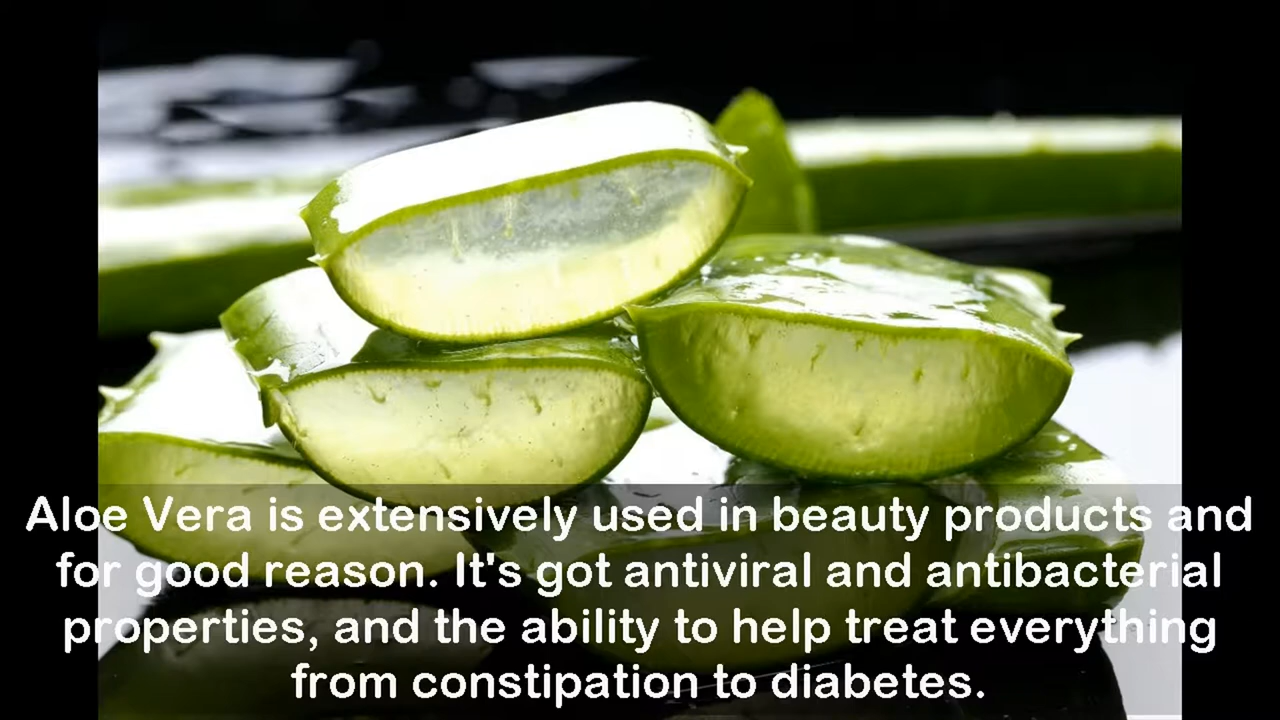 Aloe Vera is extensively used in beauty products and
for good reason. It's got antiviral and antibacterial
properties, and the ability to help treat everything
from constipation to diabetes.